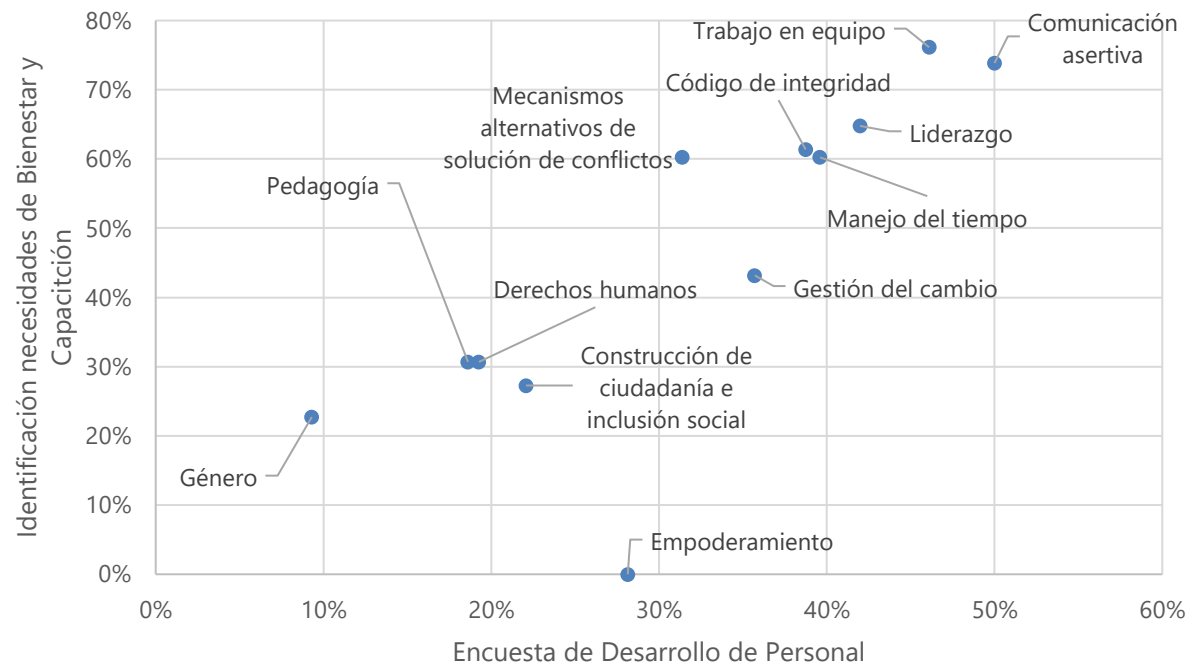 Identificación necesidades de Bienestar y
Capacitción
80%
70%
60%
50%
40%
30%
20%
10%
0%
Trabajo en equipo
Comunicación
asertiva
Código de integridad
Mecanismos
alternativos de
solución de conflictos
Liderazgo
Pedagogía
Manejo del tiempo
Derechos humanos
Gestión del cambio
Construcción de
ciudadanía e
inclusión social
Género
Empoderamiento
0%
10%
20%
30%
40%
50%
60%
Encuesta de Desarrollo de Personal